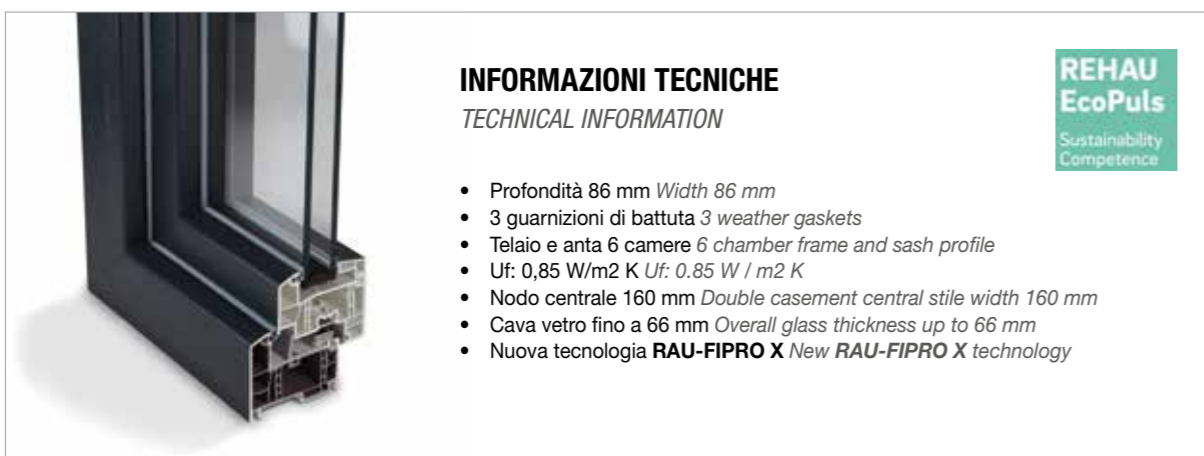 INFORMAZIONI TECNICHE
TECHNICAL INFORMATION
REHAU
EcoPuls
Sustainability
Competence
• Profondità 86 mm Width 86 mm
• 3 guarnizioni di battuta 3 weather gaskets
• Telaio e anta 6 camere 6 chamber frame and sash profile
• Uf: 0,85 W/m2 K Uf: 0.85 W / m2 K
• Nodo centrale 160 mm Double casement central stile width 160 mm
• Cava vetro fino a 66 mm Overall glass thickness up to 66 mm
• Nuova tecnologia RAU-FIPRO X New RAU-FIPRO X technology